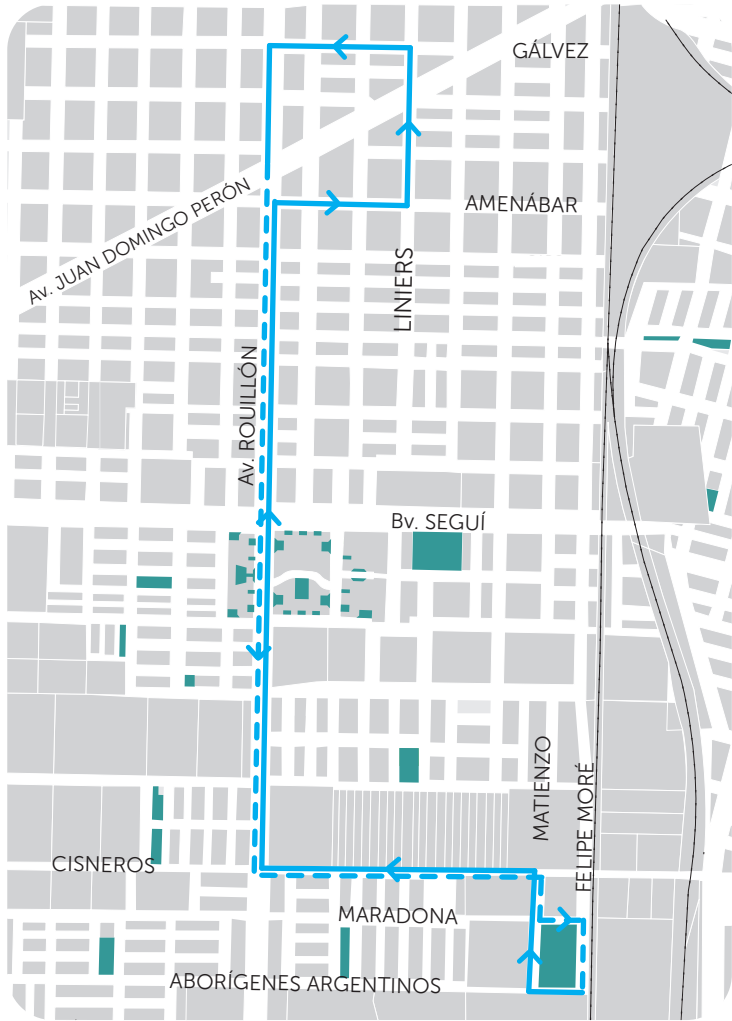 GÁLVEZ
Av. JUAN DOMINGO PERÓN
AMENÁBAR
LINIERS
Av. ROUILLÓN
Bv. SEGUÍ
MATIENZO
FELIPE MORÉ
CISNEROS
MARADONA
ABORÍGENES ARGENTINOS